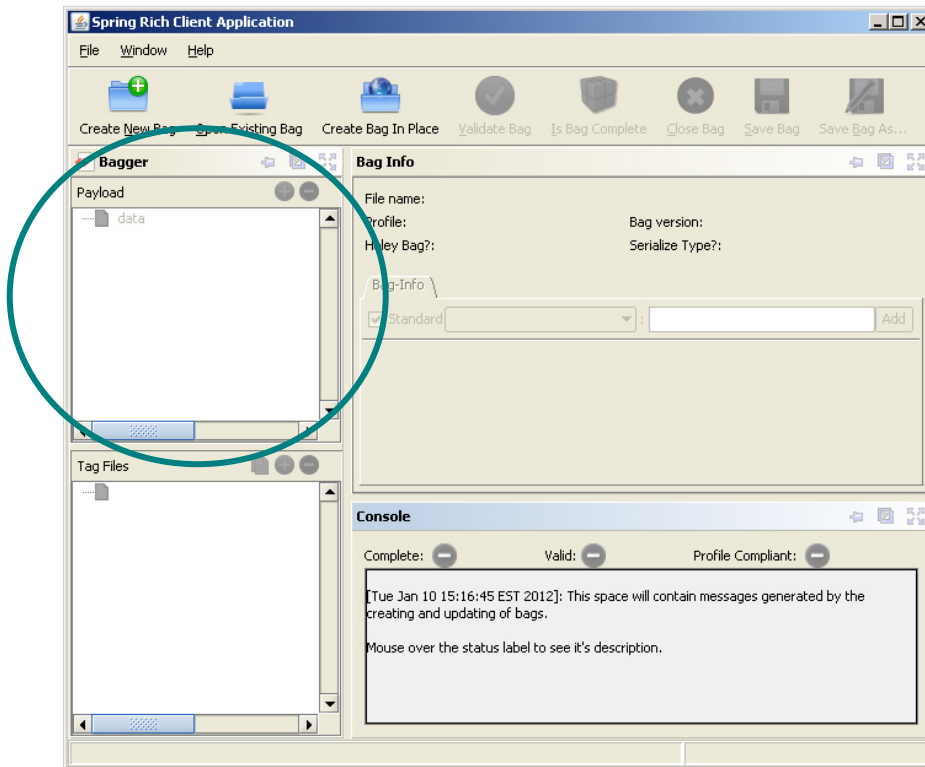 Spring Rich Client Application
File Window Help
Create New Bag Open Existing Bag Create Bag In Place Validate Bag Is Bag Complete Close Bag Save Bag Save Bag As...
Bagger
Payload
data
Tag Files
Bag Info
File name:
Profile: Bag version:
Holey Bag?: Serialize Type?:
Bag-Info
Standard : Add
Console
Complete: Valid: Profile Compliant:
[Tue Jan 10 15:16:45 EST 2012]: This space will contain messages generated by the
creating and updating of bags.
Mouse over the status label to see it's description.